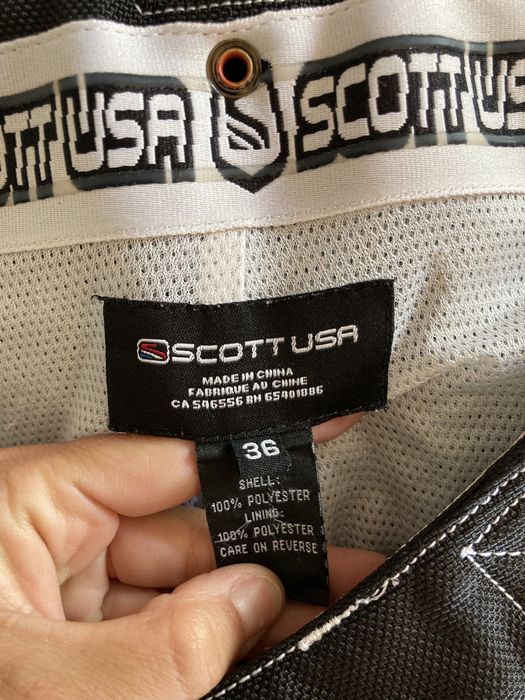 SCOTT USA SCOTT USA
SCOTT USA
MADE IN CHINA
FABRIQUE AU CHINE
CA 546556 RN 65401886
36
SHELL:
100% POLYESTER
LINING:
100% POLYESTER
CARE ON REVERSE